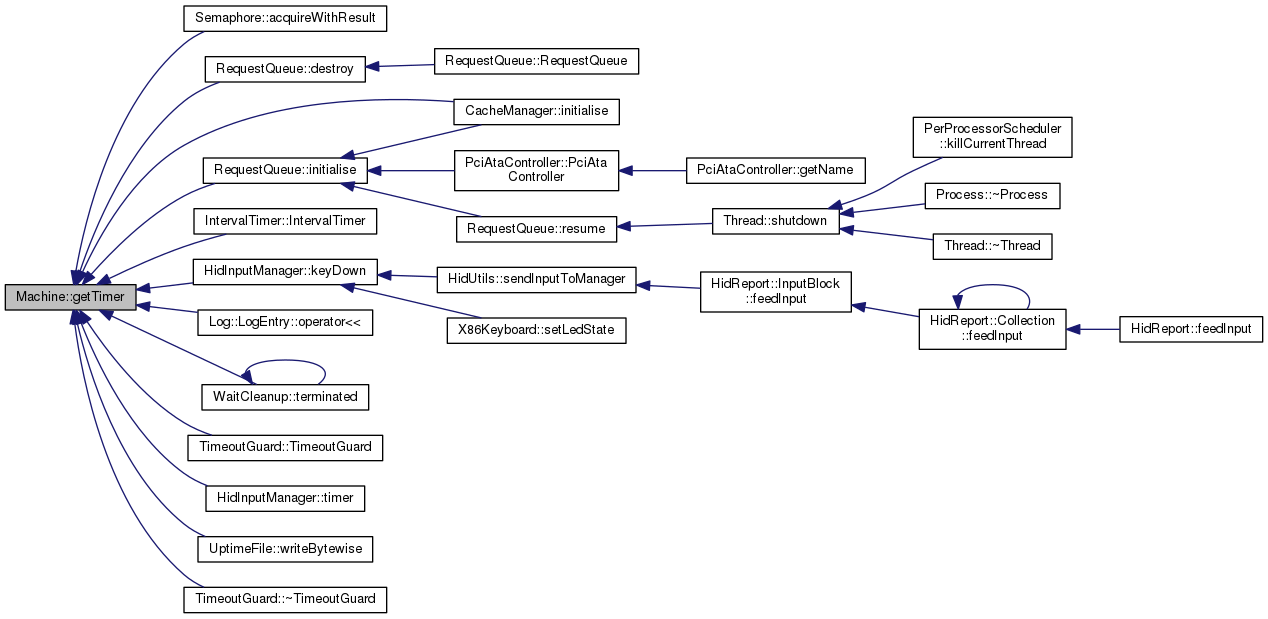 Semaphore::acquireWithResult
RequestQueue::destroy
RequestQueue::RequestQueue
CacheManager::initialise
RequestQueue::initialise
PciAtaController::PciAta
Controller
PciAtaController::getName
PerProcessorScheduler
::killCurrentThread
Process::~Process
IntervalTimer::IntervalTimer
RequestQueue::resume
Thread::shutdown
Thread::~Thread
HidInputManager::keyDown
HidUtils::sendInputToManager
HidReport::InputBlock
::feedInput
Machine::getTimer
Log::LogEntry::operator<<
X86Keyboard::setLedState
HidReport::Collection
::feedInput
HidReport::feedInput
WaitCleanup::terminated
TimeoutGuard::TimeoutGuard
HidInputManager::timer
UptimeFile::writeBytewise
TimeoutGuard::~TimeoutGuard